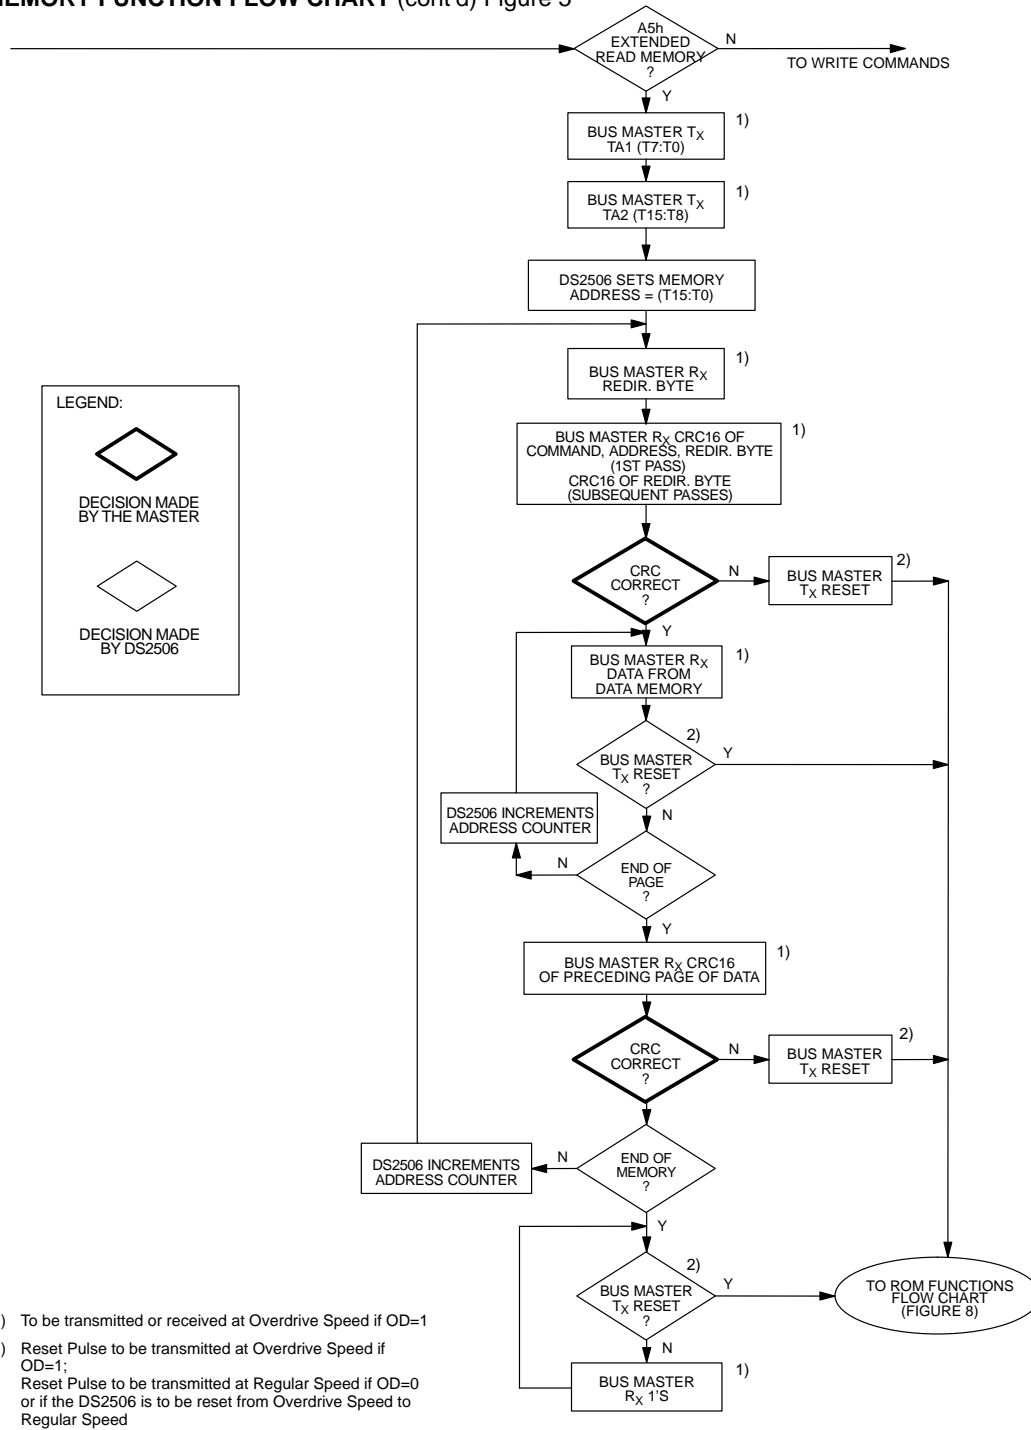 MEMORY FUNCTION FLOW CHART (cont'd) Figure 5
A5h
EXTENDED
READ MEMORY
?
N
TO WRITE COMMANDS
Y
BUS MASTER TX
TA1 (T7:T0)
1)
BUS MASTER TX
TA2 (T15:T8)
1)
DS2506 SETS MEMORY
ADDRESS = (T15:T0)
BUS MASTER RX
REDIR. BYTE
1)
LEGEND:
DECISION MADE
BY THE MASTER
DECISION MADE
BY DS2506
BUS MASTER RX CRC16 OF
COMMAND, ADDRESS, REDIR. BYTE
(1ST PASS)
CRC16 OF REDIR. BYTE
(SUBSEQUENT PASSES)
1)
CRC
CORRECT
?
N
BUS MASTER
TX RESET
2)
Y
BUS MASTER RX
DATA FROM
DATA MEMORY
1)
2)
BUS MASTER
TX RESET
?
Y
N
DS2506 INCREMENTS
ADDRESS COUNTER
N
END OF
PAGE
?
Y
BUS MASTER RX CRC16
OF PRECEDING PAGE OF DATA
1)
CRC
CORRECT
?
N
BUS MASTER
TX RESET
2)
DS2506 INCREMENTS
ADDRESS COUNTER
N
END OF
MEMORY
?
Y
2)
BUS MASTER
TX RESET
?
Y
TO ROM FUNCTIONS
FLOW CHART
(FIGURE 8)
N
BUS MASTER
RX 1'S
1)
) To be transmitted or received at Overdrive Speed if OD=1
) Reset Pulse to be transmitted at Overdrive Speed if
OD=1;
Reset Pulse to be transmitted at Regular Speed if OD=0
or if the DS2506 is to be reset from Overdrive Speed to
Regular Speed